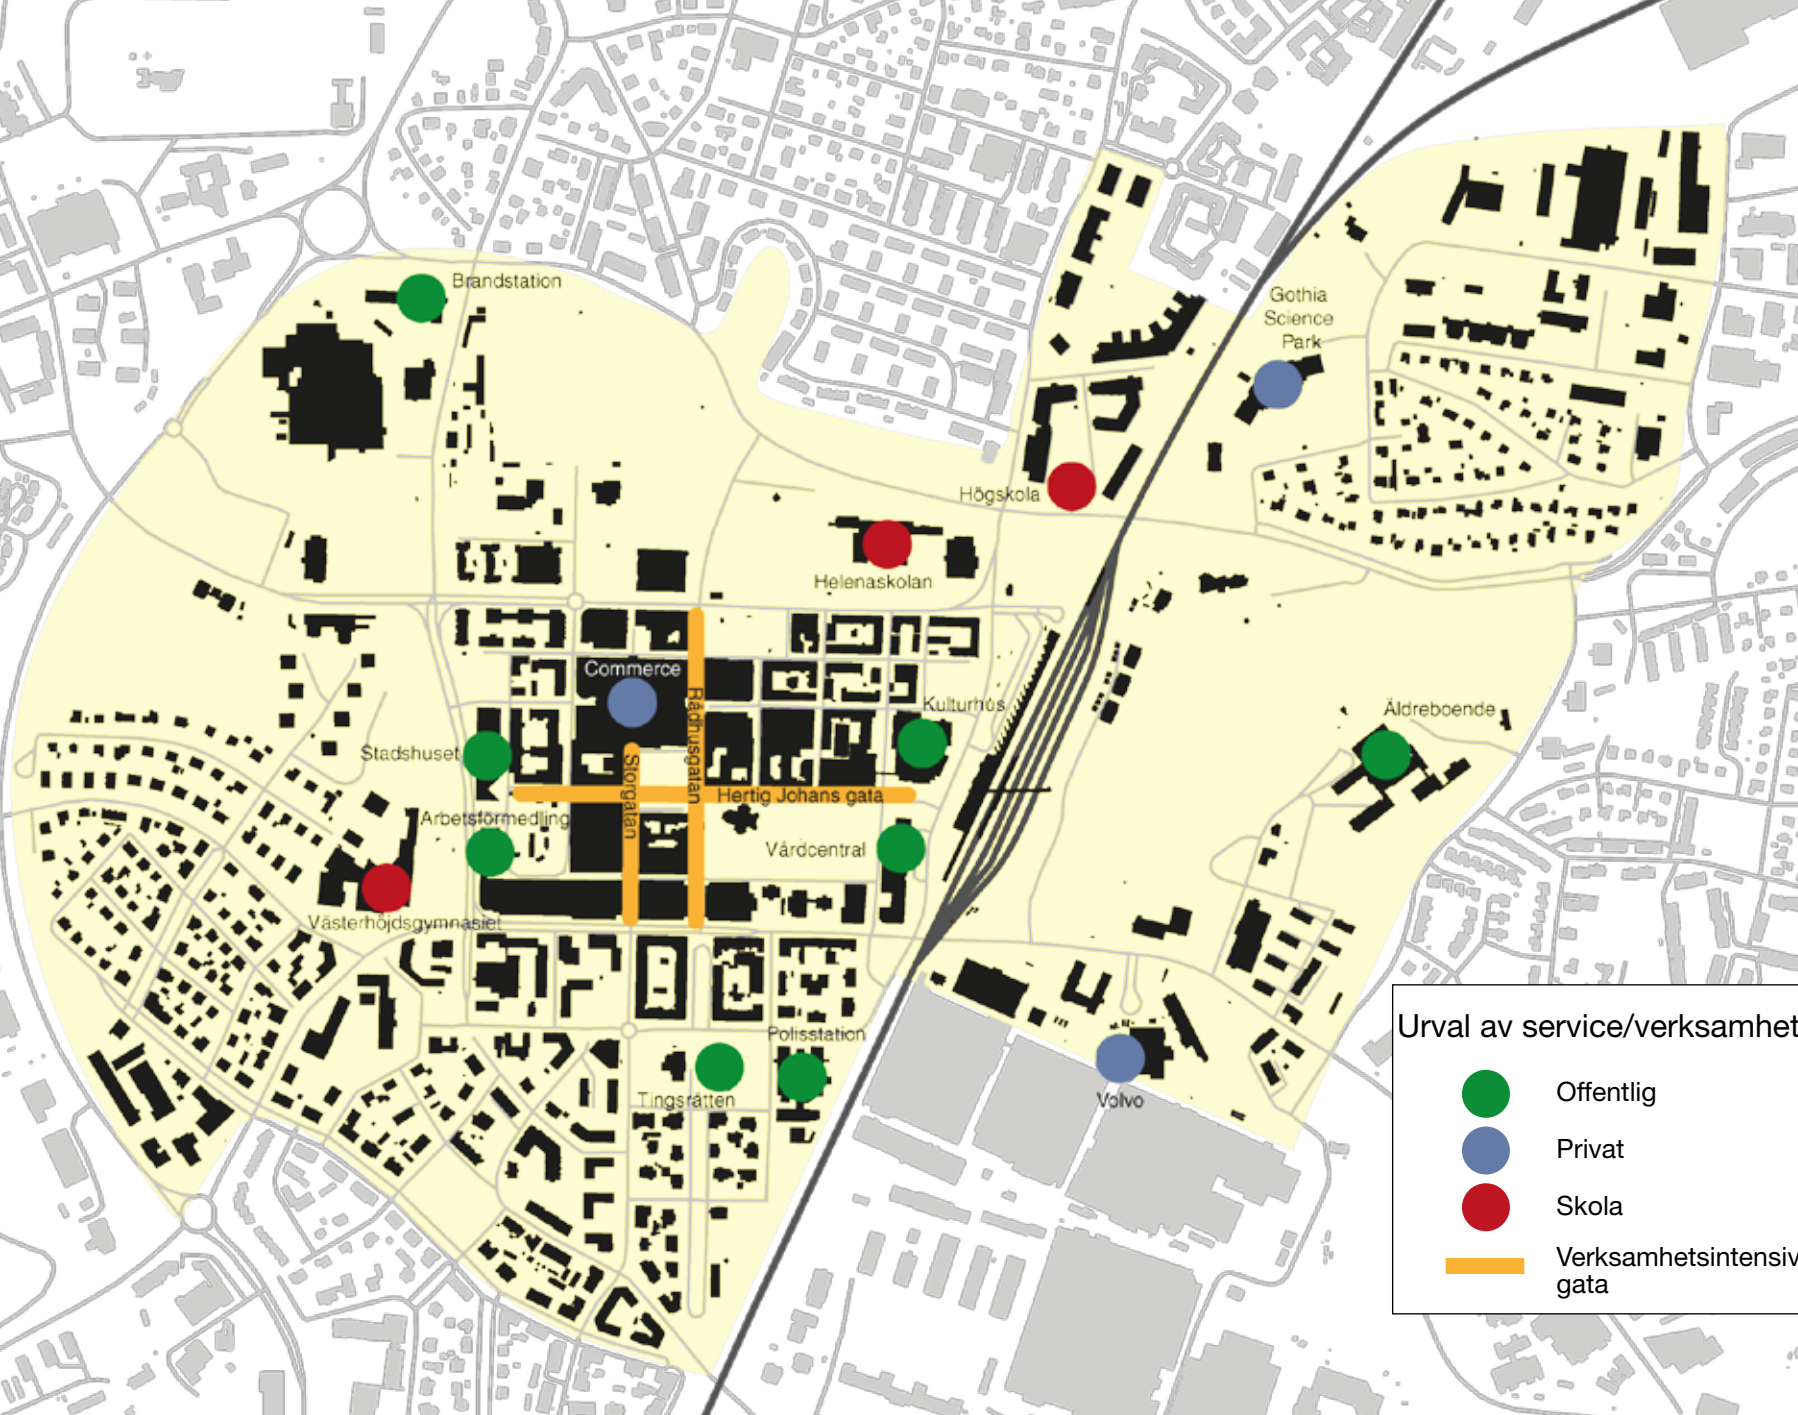 Brandstation
Gothia
Science
Park
Högskola
Helenaskolan
Commerce
Rådhusgatan
Kulturhus
Äldreboende
Stadshuset
Storgatan
Hertig Johans gata
Arbetsförmedling
Vårdcentral
Västerhöjdsgymnasiet
Polisstation
Tingsrätten
Volvo
Urval av service/verksamhet
Offentlig
Privat
Skola
Verksamhetsintensiv
gata